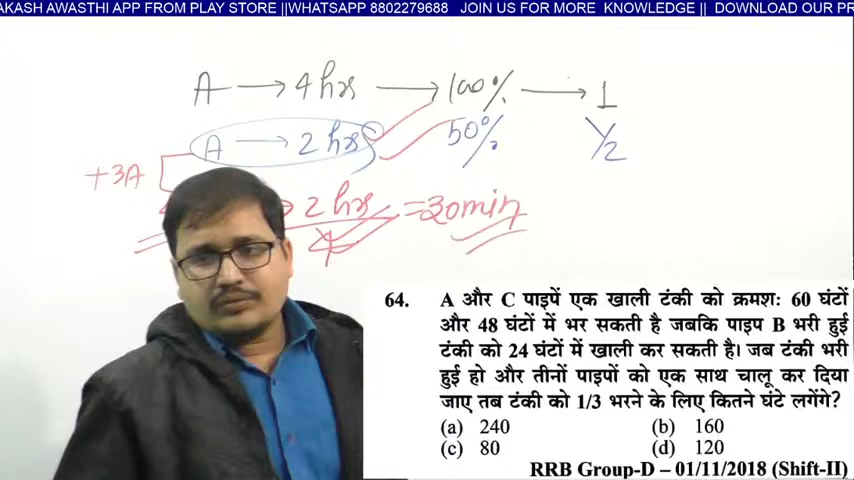 AKASH AWASTHI APP FROM PLAY STORE ||WHATSAPP 8802279688 JOIN US FOR MORE KNOWLEDGE || DOWNLOAD OUR PR
A → 4 hrs → 100% → 1
A → 2 hrs 50% 1/2
+3A
→ 2 hrs = 30min
4
64. A और C पाइपें एक खाली टंकी को क्रमश: 60 घंटों
और 48 घंटों में भर सकती है जबकि पाइप B भरी हुई
टंकी को 24 घंटों में खाली कर सकती है। जब टंकी भरी
हुई हो और तीनों पाइपों को एक साथ चालू कर दिया
जाए तब टंकी को 1/3 भरने के लिए कितने घंटे लगेंगे?
(a) 240 (b) 160
(c) 80 (d) 120
RRB Group-D – 01/11/2018 (Shift-II)